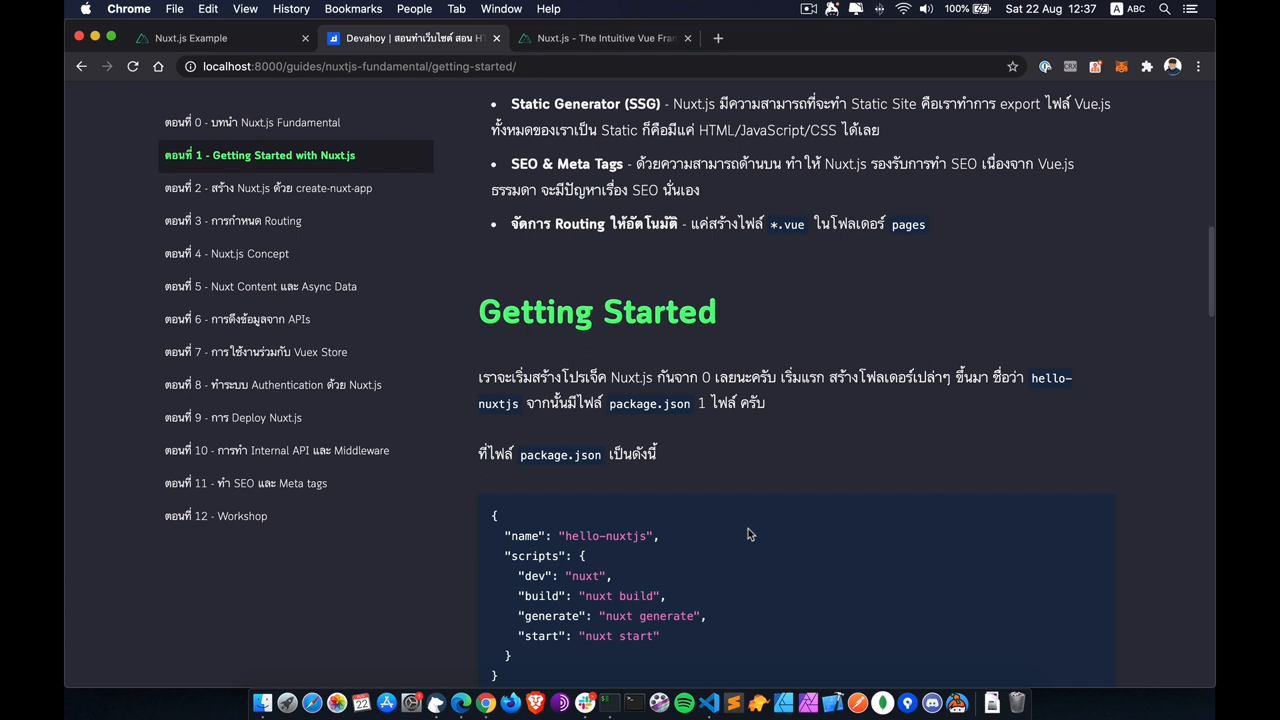 Chrome File Edit View History Bookmarks People Tab Window Help 100% Sat 22 Aug 12:37 A ABC
Nuxt.js Example
Devahoy | สอนทำเว็บไซต์ สอน HT
Nuxt.js - The Intuitive Vue Fran
localhost:8000/guides/nuxtjs-fundamental/getting-started/
ตอนที่ 0 - บทนำ Nuxt.js Fundamental
ตอนที่ 1 - Getting Started with Nuxt.js
ตอนที่ 2 - สร้าง Nuxt.js ด้วย create-nuxt-app
ตอนที่ 3 - การกำหนด Routing
ตอนที่ 4 - Nuxt.js Concept
ตอนที่ 5 - Nuxt Content และ Async Data
ตอนที่ 6 - การดึงข้อมูลจาก APIs
ตอนที่ 7 - การใช้งานร่วมกับ Vuex Store
ตอนที่ 8 - ทำระบบ Authentication ด้วย Nuxt.js
ตอนที่ 9 - การ Deploy Nuxt.js
ตอนที่ 10 - การทำ Internal API และ Middleware
ตอนที่ 11 - ทำ SEO และ Meta tags
ตอนที่ 12 - Workshop
• Static Generator (SSG) - Nuxt.js มีความสามารถที่จะทำ Static Site คือเราทำการ export ไฟล์ Vue.js
ทั้งหมดของเราเป็น Static ก็คือมีแค่ HTML/JavaScript/CSS ได้เลย
• SEO & Meta Tags - ด้วยความสามารถด้านบน ทำให้ Nuxt.js รองรับการทำ SEO เนื่องจาก Vue.js
ธรรมดา จะมีปัญหาเรื่อง SEO นั่นเอง
• จัดการ Routing ให้อัตโนมัติ - แค่สร้างไฟล์ *.vue ในโฟลเดอร์ pages
Getting Started
เราจะเริ่มสร้างโปรเจ็ค Nuxt.js กันจาก 0 เลยนะครับ เริ่มแรก สร้างโฟลเดอร์เปล่าๆ ขึ้นมา ชื่อว่า hello-
nuxtjs จากนั้นมีไฟล์ package.json 1 ไฟล์ ครับ
ที่ไฟล์ package.json เป็นดังนี้
{
"name": "hello-nuxtjs",
"scripts": {
"dev": "nuxt",
"build": "nuxt build",
"generate": "nuxt generate",
"start": "nuxt start"
}
}